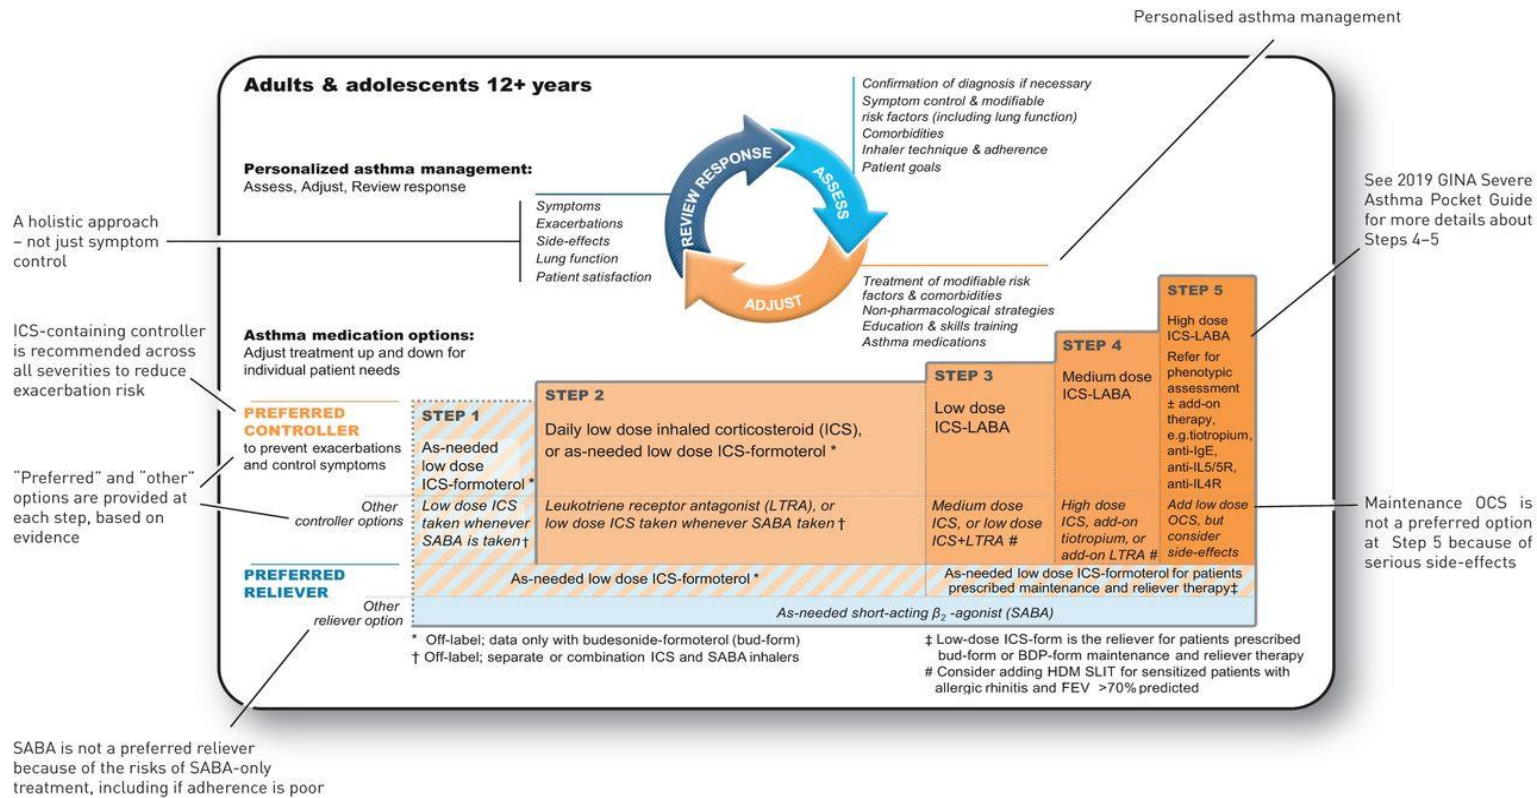 Personalised asthma management
Adults & adolescents 12+ years
Confirmation of diagnosis if necessary
Symptom control & modifiable
risk factors (including lung function)
Comorbidities
Inhaler technique & adherence
Patient goals
Personalized asthma management:
Assess, Adjust, Review response
REVIEW RESPONSE
ASSESS
ADJUST
Symptoms
Exacerbations
Side-effects
Lung function
Patient satisfaction
A holistic approach
– not just symptom
control
See 2019 GINA Severe
Asthma Pocket Guide
for more details about
Steps 4–5
Treatment of modifiable risk
factors & comorbidities
Non-pharmacological strategies
Education & skills training
Asthma medications
ICS-containing controller
is recommended across
all severities to reduce
exacerbation risk
Asthma medication options:
Adjust treatment up and down for
individual patient needs
PREFERRED
CONTROLLER
to prevent exacerbations
and control symptoms
STEP 1
As-needed
low dose
ICS-formoterol *
STEP 2
Daily low dose inhaled corticosteroid (ICS),
or as-needed low dose ICS-formoterol *
STEP 3
Low dose
ICS-LABA
STEP 4
Medium dose
ICS-LABA
STEP 5
High dose
ICS-LABA
Refer for
phenotypic
assessment
± add-on
therapy,
e.g.tiotropium,
anti-IgE,
anti-IL5/5R,
anti-IL4R
"Preferred" and "other"
options are provided at
each step, based on
evidence
Other
controller options
Low dose ICS
taken whenever
SABA is taken †
Leukotriene receptor antagonist (LTRA), or
low dose ICS taken whenever SABA taken †
Medium dose
ICS, or low dose
ICS+LTRA #
High dose
ICS, add-on
tiotropium, or
add-on LTRA #
Add low dose
OCS, but
consider
side-effects
Maintenance OCS is
not a preferred option
at Step 5 because of
serious side-effects
PREFERRED
RELIEVER
As-needed low dose ICS-formoterol *
As-needed low dose ICS-formoterol for patients
prescribed maintenance and reliever therapy‡
Other
reliever option
As-needed short-acting β₂ -agonist (SABA)
* Off-label; data only with budesonide-formoterol (bud-form)
† Off-label; separate or combination ICS and SABA inhalers
‡ Low-dose ICS-form is the reliever for patients prescribed
bud-form or BDP-form maintenance and reliever therapy
# Consider adding HDM SLIT for sensitized patients with
allergic rhinitis and FEV >70% predicted
SABA is not a preferred reliever
because of the risks of SABA-only
treatment, including if adherence is poor